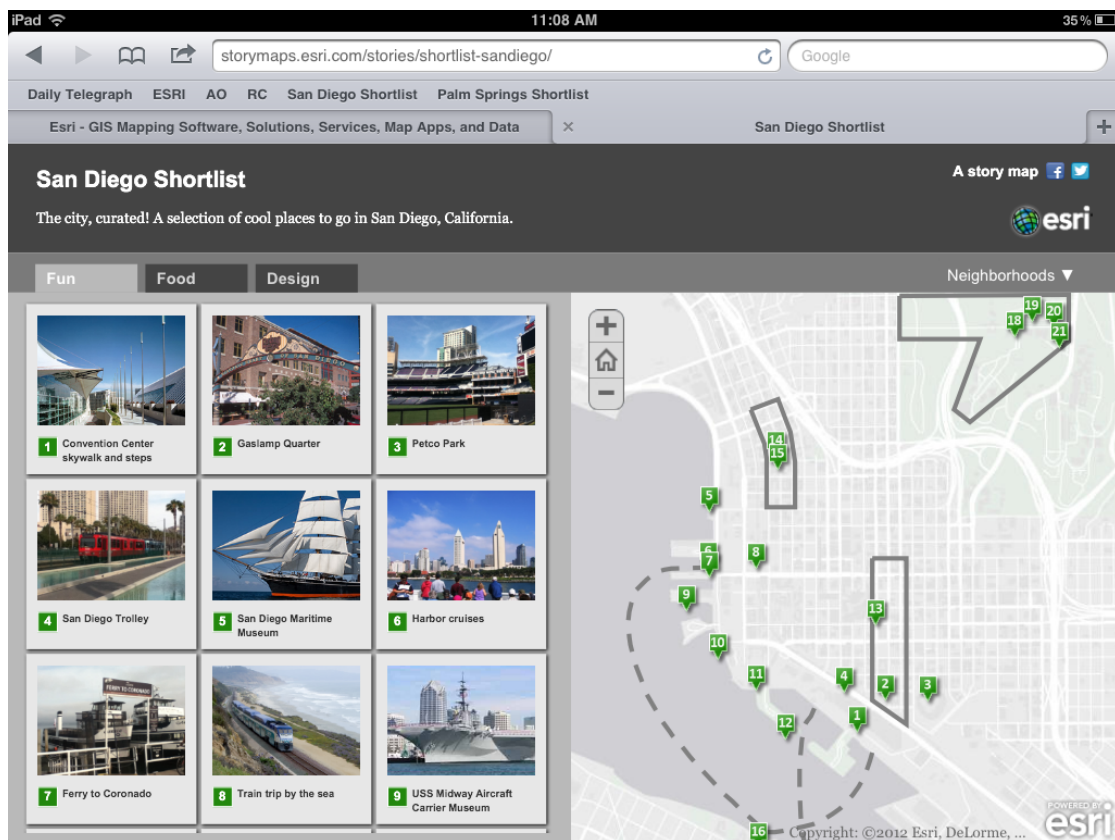 iPad 11:08 AM 35%
storymaps.esri.com/stories/shortlist-sandiego/ Google
Daily Telegraph ESRI AO RC San Diego Shortlist Palm Springs Shortlist
Esri - GIS Mapping Software, Solutions, Services, Map Apps, and Data San Diego Shortlist
San Diego Shortlist
A story map
The city, curated! A selection of cool places to go in San Diego, California.
esri
Fun Food Design Neighborhoods ▼
1 Convention Center
skywalk and steps
2 Gaslamp Quarter
3 Petco Park
4 San Diego Trolley
5 San Diego Maritime
Museum
6 Harbor cruises
FERRY TO CORONADO
7 Ferry to Coronado
8 Train trip by the sea
9 USS Midway Aircraft
Carrier Museum
19
18
20
21
14
15
5
6
7
8
9
13
10
11
4
2
3
12
1
16
Copyright: ©2012 Esri, DeLorme, ...
POWERED BY
esri